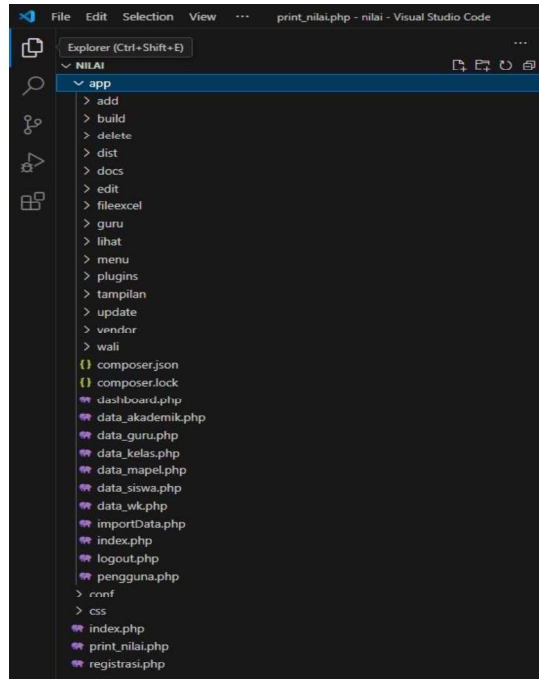 File Edit Selection View ... print_nilai.php - nilai - Visual Studio Code
Explorer (Ctrl+Shift+E) ...
NILAI
app
add
build
delete
dist
docs
edit
fileexcel
guru
lihat
menu
plugins
tampilan
update
vendor
wali
{} composer.json
{} composer.lock
dashboard.php
data_akademik.php
data_guru.php
data_kelas.php
data_mapel.php
data_siswa.php
data_wk.php
importData.php
index.php
logout.php
pengguna.php
conf
css
index.php
print_nilai.php
registrasi.php